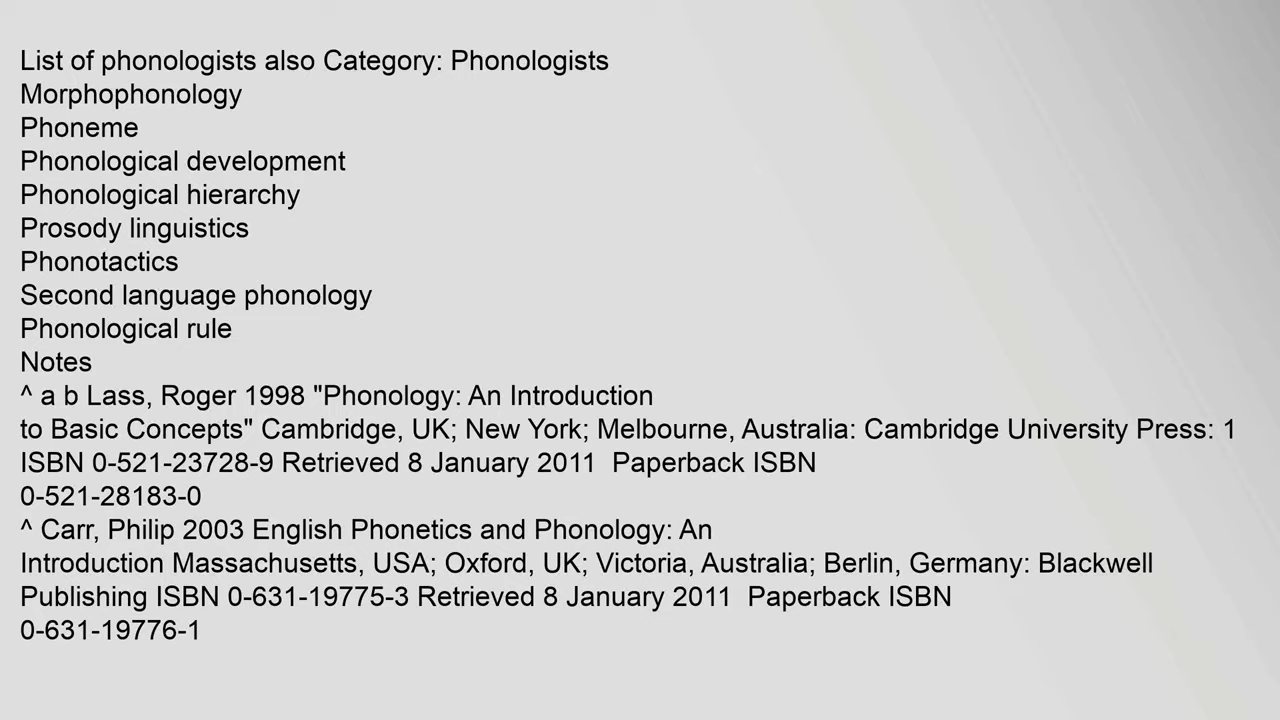 List of phonologists also Category: Phonologists
Morphophonology
Phoneme
Phonological development
Phonological hierarchy
Prosody linguistics
Phonotactics
Second language phonology
Phonological rule
Notes
^ a b Lass, Roger 1998 "Phonology: An Introduction
to Basic Concepts" Cambridge, UK; New York; Melbourne, Australia: Cambridge University Press: 1
ISBN 0-521-23728-9 Retrieved 8 January 2011  Paperback ISBN
0-521-28183-0
^ Carr, Philip 2003 English Phonetics and Phonology: An
Introduction Massachusetts, USA; Oxford, UK; Victoria, Australia; Berlin, Germany: Blackwell
Publishing ISBN 0-631-19775-3 Retrieved 8 January 2011  Paperback ISBN
0-631-19776-1